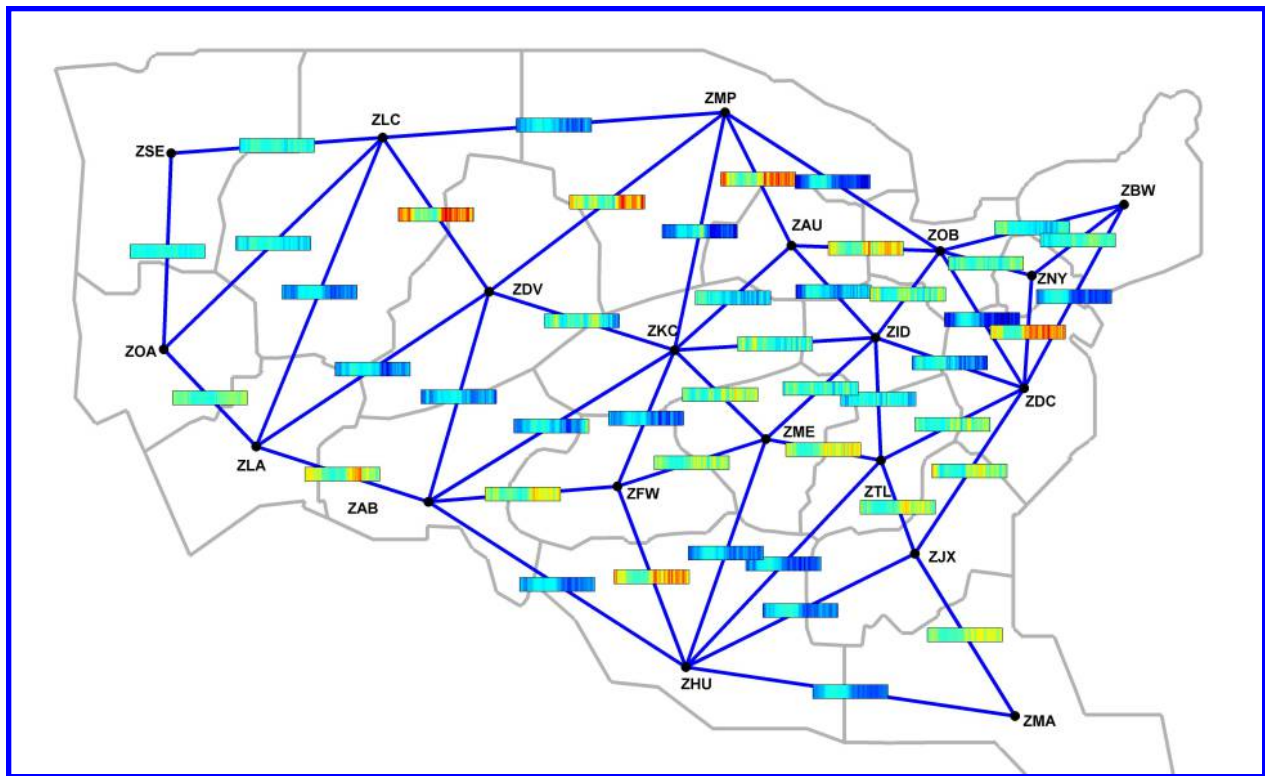 ZMP
ZLC
ZSE
ZBW
ZAU
ZOB
ZNY
ZDV
ZKC
ZID
ZOA
ZDC
ZME
ZLA
ZTL
ZFW
ZAB
ZJX
ZHU
ZMA